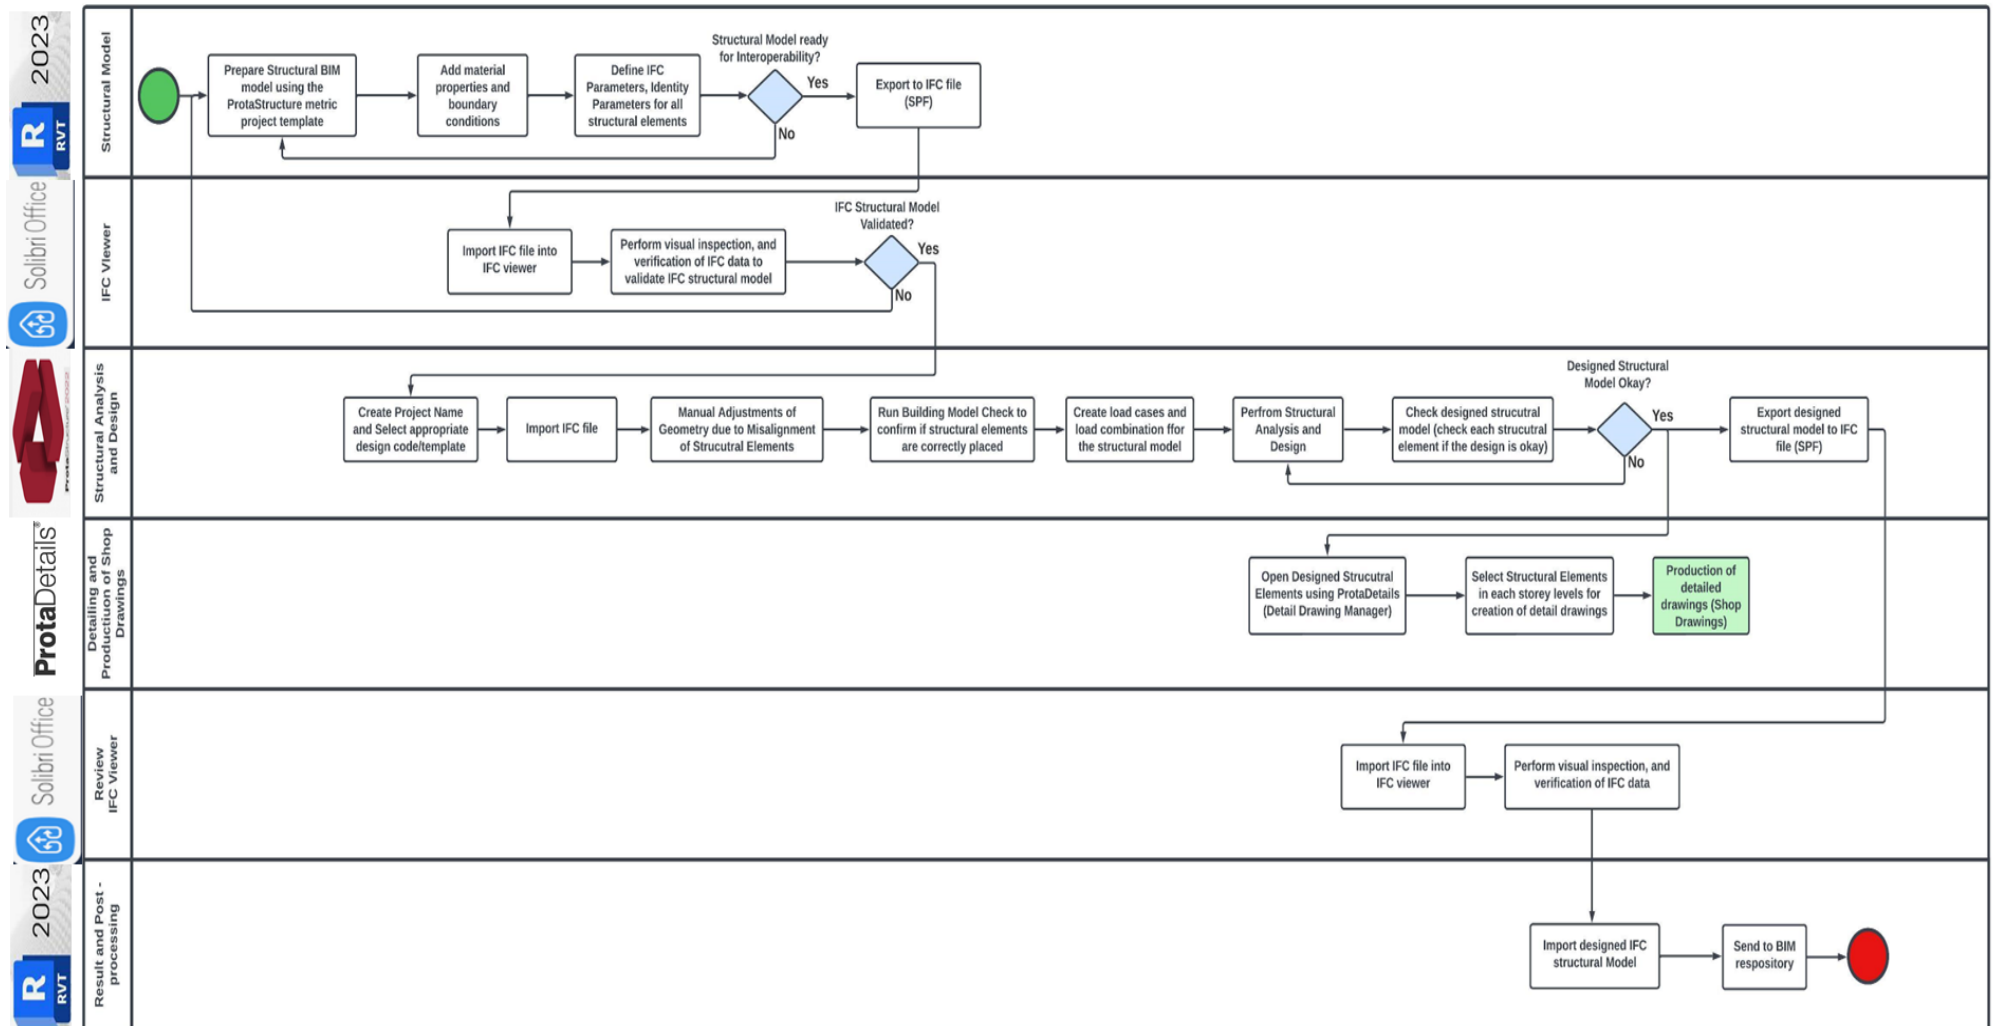 2023
R
RVT
Structural Model
Prepare Structural BIM
model using the
ProtaStructure metric
project template
Add material
properties and
boundary
conditions
Define IFC
Parameters, Identity
Parameters for all
structural elements
Structural Model ready
for Interoperability?
Yes
No
Export to IFC file
(SPF)
Solibri Office
IFC Viewer
Import IFC file into
IFC viewer
Perform visual inspection, and
verification of IFC data to
validate IFC structural model
IFC Structural Model
Validated?
Yes
No
Structural Analysis
and Design
Create Project Name
and Select appropriate
design code/template
Import IFC file
Manual Adjustments of
Geometry due to Misalignment
of Strucutral Elements
Run Building Model Check to
confirm if structural elements
are correctly placed
Create load cases and
load combination ffor
the structural model
Perfrom Structural
Analysis and
Design
Check designed strucutral
model (check each strucutral
element if the design is okay)
Designed Structural
Model Okay?
Yes
No
Export designed
structural model to IFC
file (SPF)
ProtaDetails®
Detailing and
Productiuon of Shop
Drawings
Open Designed Strucutral
Elements using ProtaDetails
(Detail Drawing Manager)
Select Structural Elements
in each storey levels for
creation of detail drawings
Production of
detailed
drawings (Shop
Drawings)
Solibri Office
Review
IFC Viewer
Import IFC file into
IFC viewer
Perform visual inspection, and
verification of IFC data
2023
R
RVT
Result and Post -
processing
Import designed IFC
structural Model
Send to BIM
respository